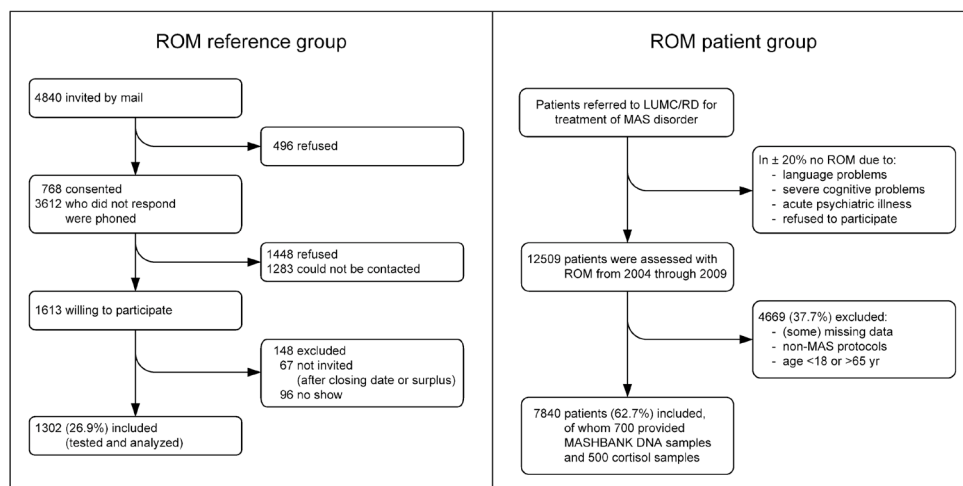 ROM reference group
4840 invited by mail
496 refused
768 consented
3612 who did not respond
were phoned
1448 refused
1283 could not be contacted
1613 willing to participate
148 excluded
67 not invited
(after closing date or surplus)
96 no show
1302 (26.9%) included
(tested and analyzed)
ROM patient group
Patients referred to LUMC/RD for
treatment of MAS disorder
In ± 20% no ROM due to:
- language problems
- severe cognitive problems
- acute psychiatric illness
- refused to participate
12509 patients were assessed with
ROM from 2004 through 2009
4669 (37.7%) excluded:
- (some) missing data
- non-MAS protocols
- age <18 or >65 yr
7840 patients (62.7%) included,
of whom 700 provided
MASHBANK DNA samples
and 500 cortisol samples